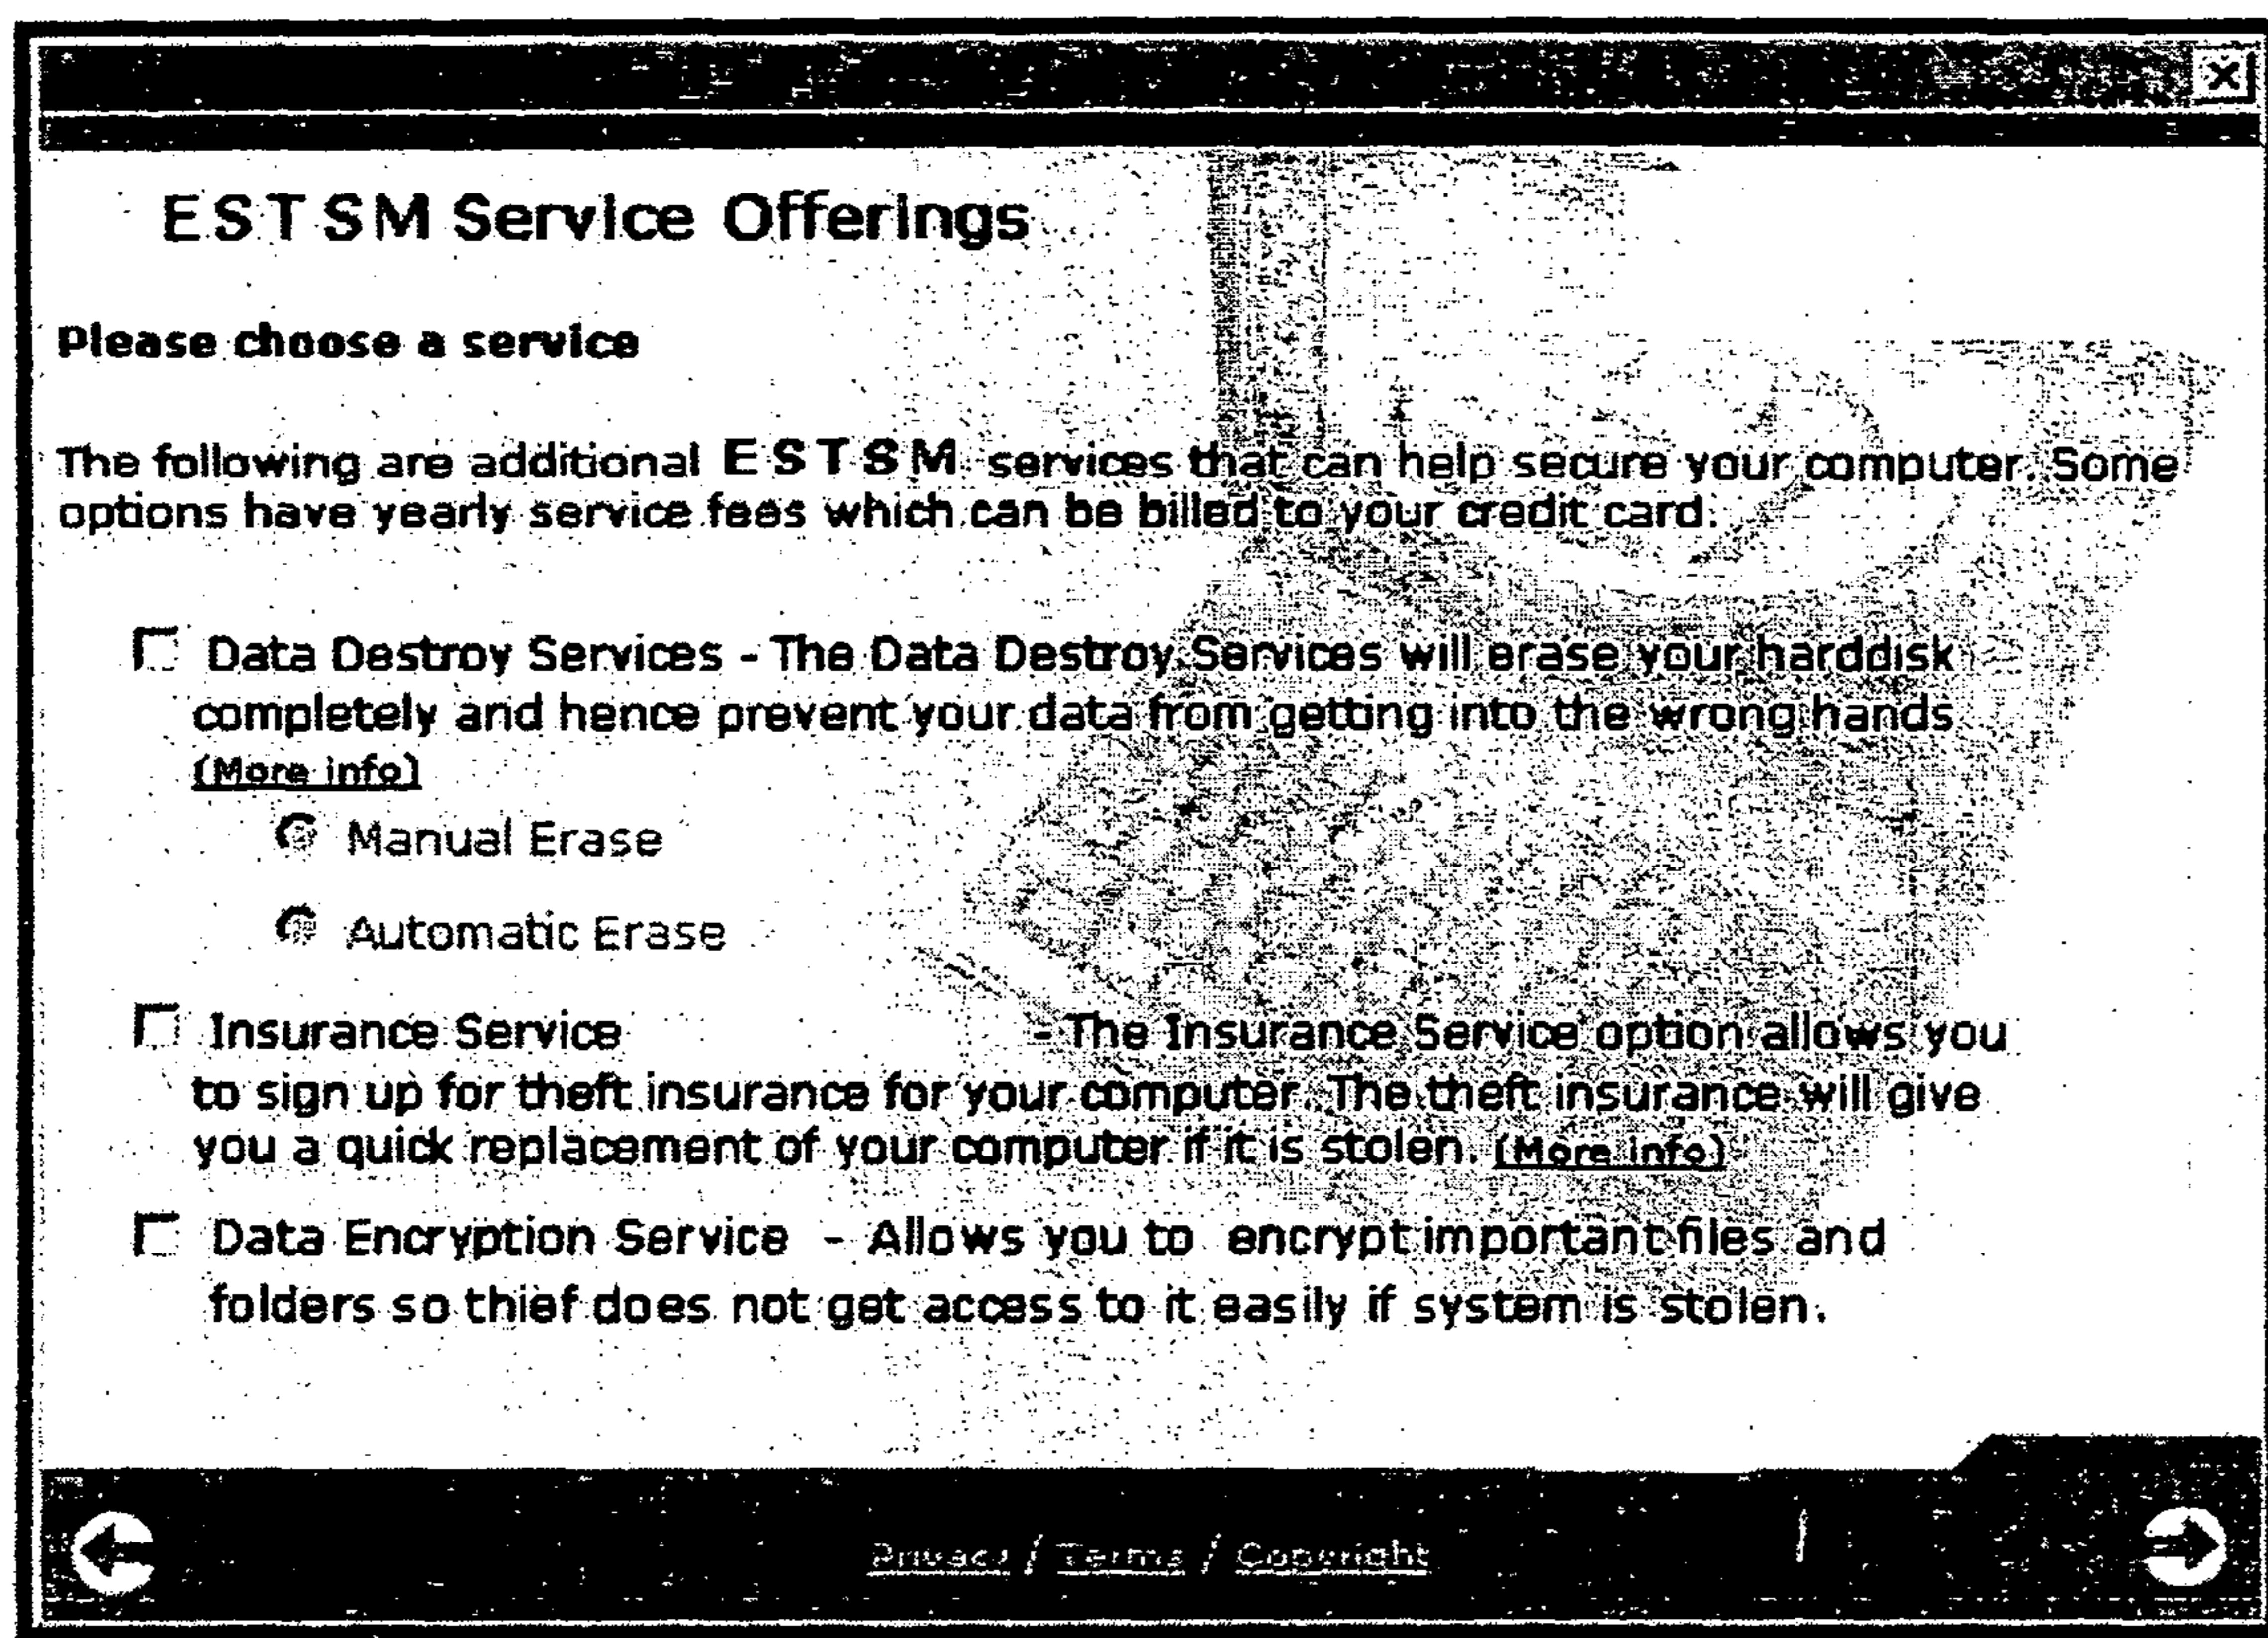 ESTSM Service Offerings
Please choose a service
The following are additional ESTSM services that can help secure your computer. Some
options have yearly service fees which can be billed to your credit card.
Data Destroy Services - The Data Destroy Services will erase your harddisk
completely and hence prevent your data from getting into the wrong hands
(More info)
Manual Erase
Automatic Erase
Insurance Service - The Insurance Service option allows you
to sign up for theft insurance for your computer. The theft insurance will give
you a quick replacement of your computer if it is stolen. (More info)
Data Encryption Service - Allows you to encrypt important files and
folders so thief does not get access to it easily if system is stolen.
Privacy / Terms / Copyright